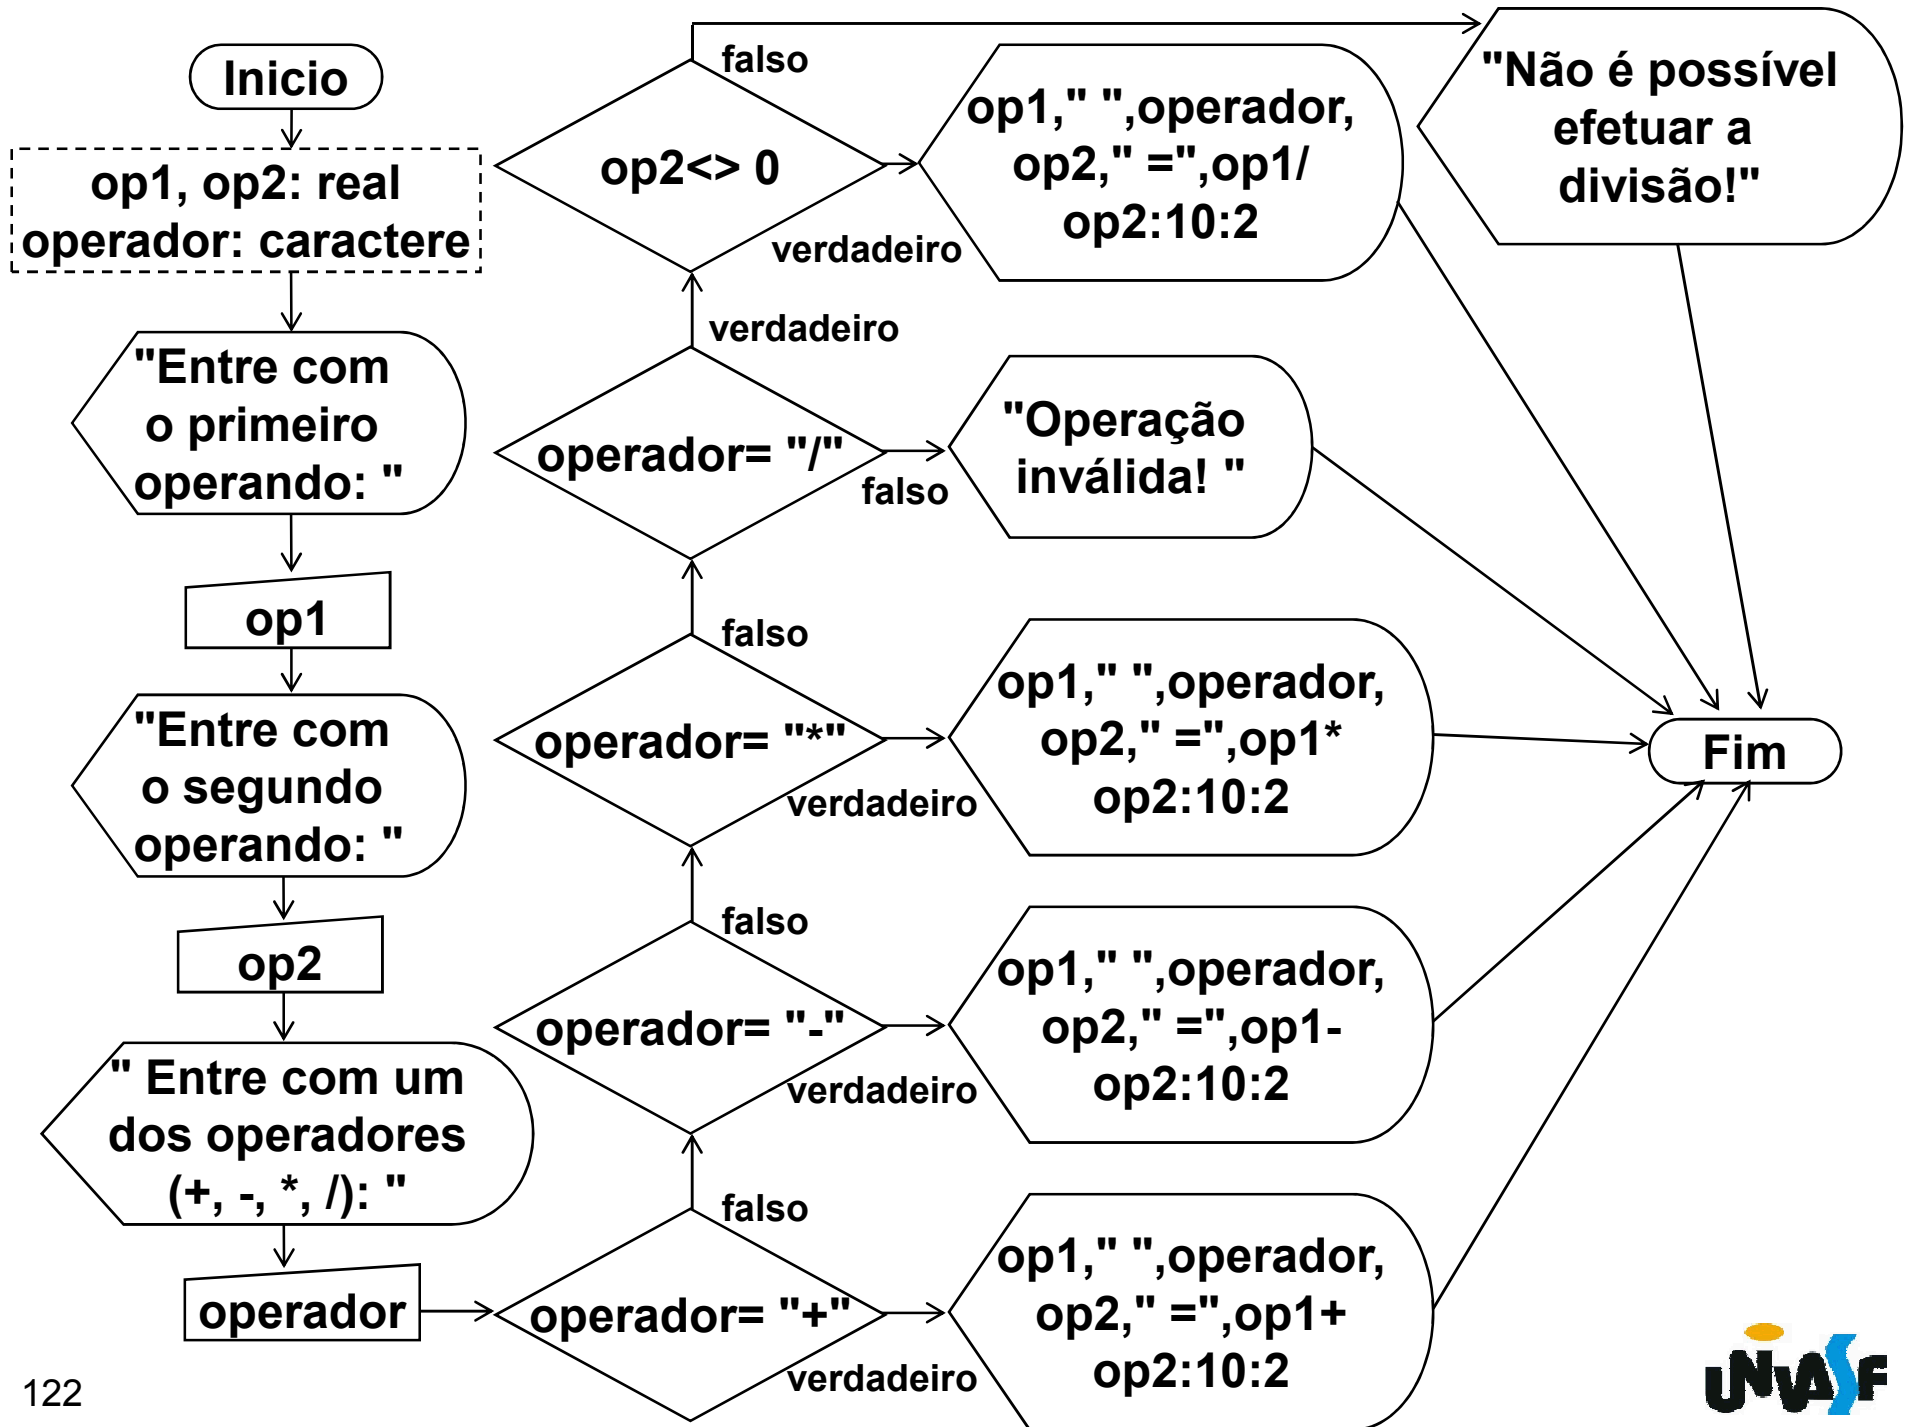 Inicio
op1, op2: real
operador: caractere
"Entre com
o primeiro
operando: "
op1
"Entre com
o segundo
operando: "
op2
" Entre com um
dos operadores
(+, -, *, /): "
operador
operador= "+"
falso
verdadeiro
op1," ",operador,
op2," =",op1+
op2:10:2
operador= "-"
falso
verdadeiro
op1," ",operador,
op2," =",op1-
op2:10:2
operador= "*"
falso
verdadeiro
op1," ",operador,
op2," =",op1*
op2:10:2
operador= "/"
verdadeiro
falso
"Operação
inválida! "
op2<> 0
falso
verdadeiro
op1," ",operador,
op2," =",op1/
op2:10:2
"Não é possível
efetuar a
divisão!"
Fim
122
UNIVASF